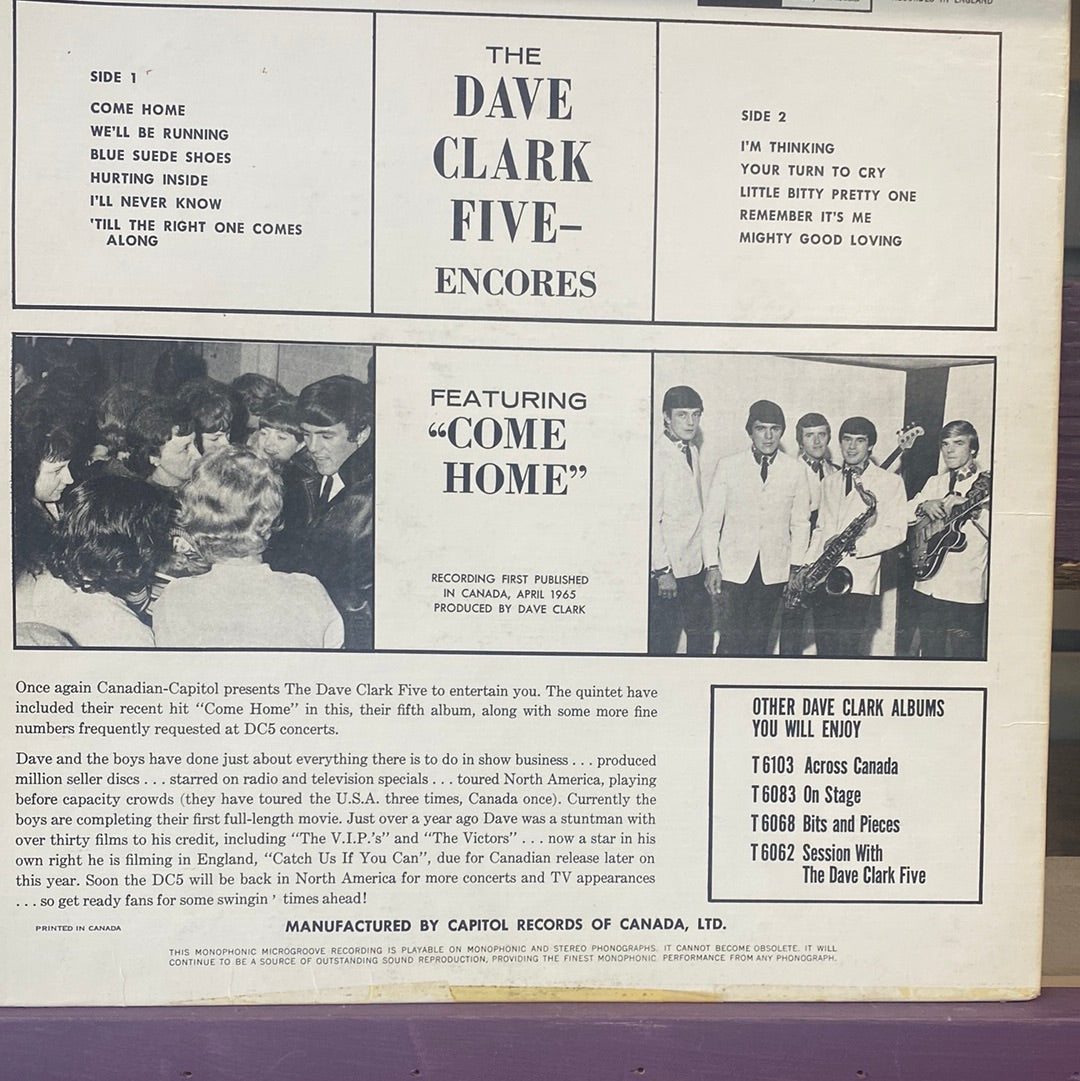 RECORDED IN ENGLAND
SIDE 1
COME HOME
WE'LL BE RUNNING
BLUE SUEDE SHOES
HURTING INSIDE
I'LL NEVER KNOW
'TILL THE RIGHT ONE COMES
ALONG
THE
DAVE
CLARK
FIVE–
ENCORES
SIDE 2
I'M THINKING
YOUR TURN TO CRY
LITTLE BITTY PRETTY ONE
REMEMBER IT'S ME
MIGHTY GOOD LOVING
FEATURING
“COME
HOME”
RECORDING FIRST PUBLISHED
IN CANADA, APRIL 1965
PRODUCED BY DAVE CLARK
Once again Canadian-Capitol presents The Dave Clark Five to entertain you. The quintet have
included their recent hit “Come Home” in this, their fifth album, along with some more fine
numbers frequently requested at DC5 concerts.
Dave and the boys have done just about everything there is to do in show business . . . produced
million seller discs . . . starred on radio and television specials . . . toured North America, playing
before capacity crowds (they have toured the U.S.A. three times, Canada once). Currently the
boys are completing their first full-length movie. Just over a year ago Dave was a stuntman with
over thirty films to his credit, including “The V.I.P.'s” and “The Victors” . . . now a star in his
own right he is filming in England, “Catch Us If You Can”, due for Canadian release later on
this year. Soon the DC5 will be back in North America for more concerts and TV appearances
. . . so get ready fans for some swingin ' times ahead!
OTHER DAVE CLARK ALBUMS
YOU WILL ENJOY
T 6103 Across Canada
T 6083 On Stage
T 6068 Bits and Pieces
T 6062 Session With
The Dave Clark Five
PRINTED IN CANADA
MANUFACTURED BY CAPITOL RECORDS OF CANADA, LTD.
THIS MONOPHONIC MICROGROOVE RECORDING IS PLAYABLE ON MONOPHONIC AND STEREO PHONOGRAPHS. IT CANNOT BECOME OBSOLETE. IT WILL
CONTINUE TO BE A SOURCE OF OUTSTANDING SOUND REPRODUCTION, PROVIDING THE FINEST MONOPHONIC PERFORMANCE FROM ANY PHONOGRAPH.